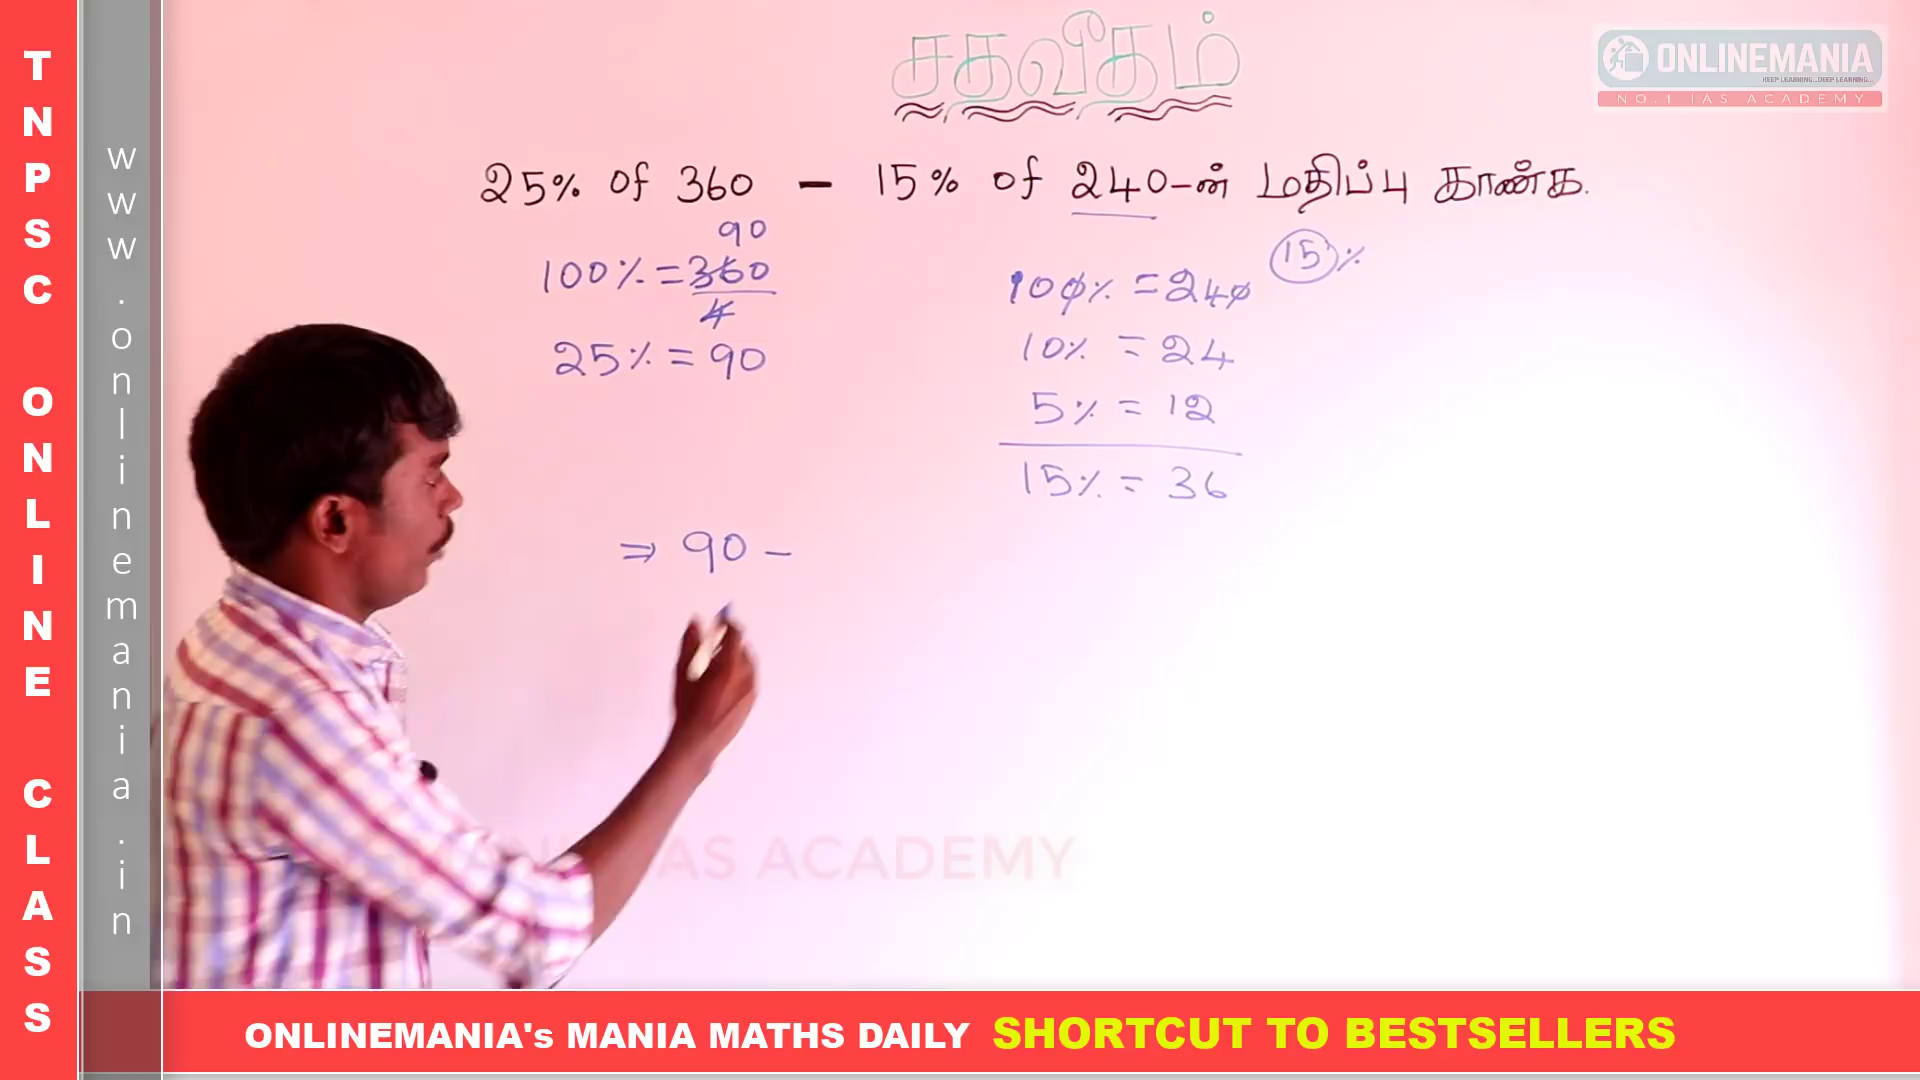 TNPSC ONLINE CLASS
www.onlinemania.in
ONLINEMANIA
KEEP LEARNING...DEEP LEARNING...
NO.1 IAS ACADEMY
சதவீதம்
25% of 360 - 15% of 240-ன் மதிப்பு காண்க.
90
100% = 360
4
25% = 90
15%
100% = 240
10% = 24
5% = 12
15% = 36
⇒ 90 -
IAS ACADEMY
ONLINEMANIA's MANIA MATHS DAILY SHORTCUT TO BESTSELLERS